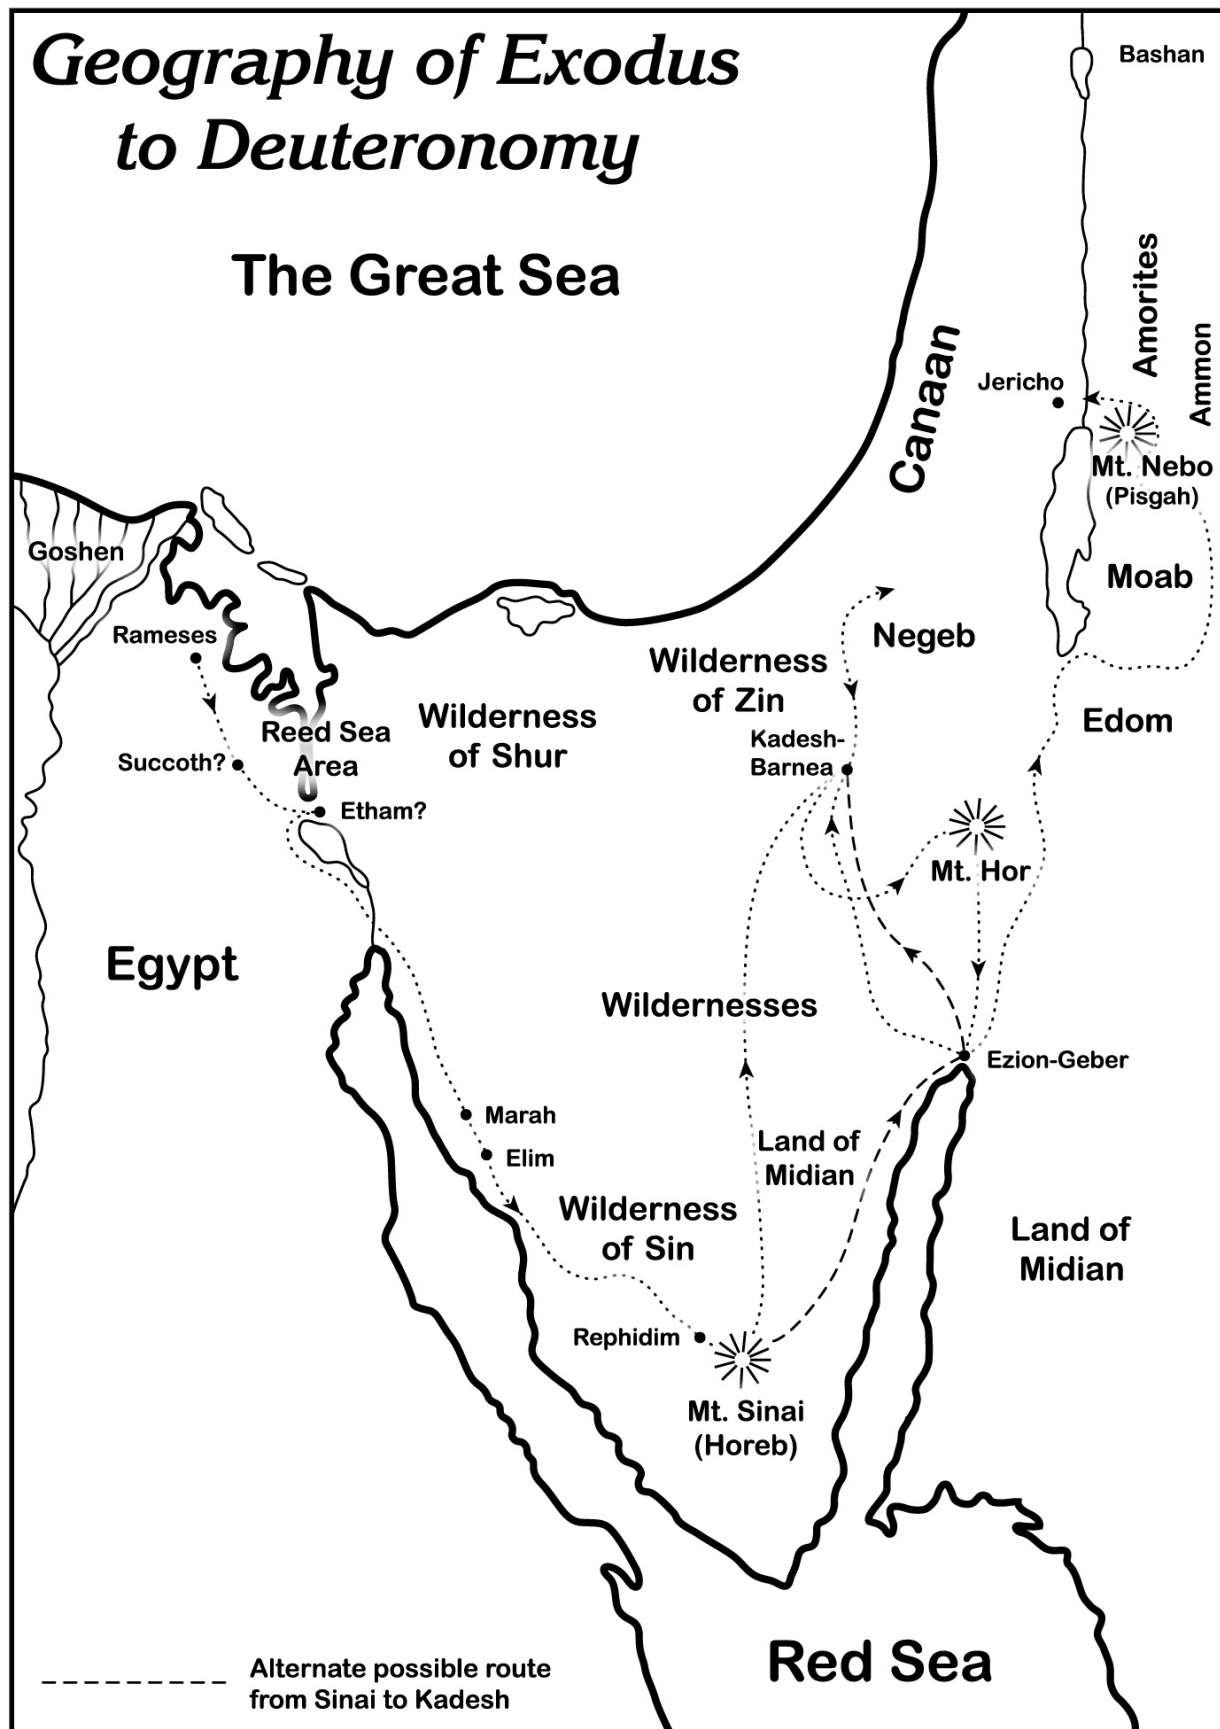 Geography of Exodus
to Deuteronomy
The Great Sea
Bashan
Amorites
Ammon
Canaan
Jericho
Mt. Nebo
(Pisgah)
Goshen
Moab
Rameses
Negeb
Wilderness
of Zin
Wilderness
of Shur
Reed Sea
Area
Edom
Kadesh-
Barnea
Succoth?
Etham?
Mt. Hor
Egypt
Wildernesses
Ezion-Geber
Marah
Elim
Land of
Midian
Wilderness
of Sin
Land of
Midian
Rephidim
Mt. Sinai
(Horeb)
Red Sea
Alternate possible route
from Sinai to Kadesh